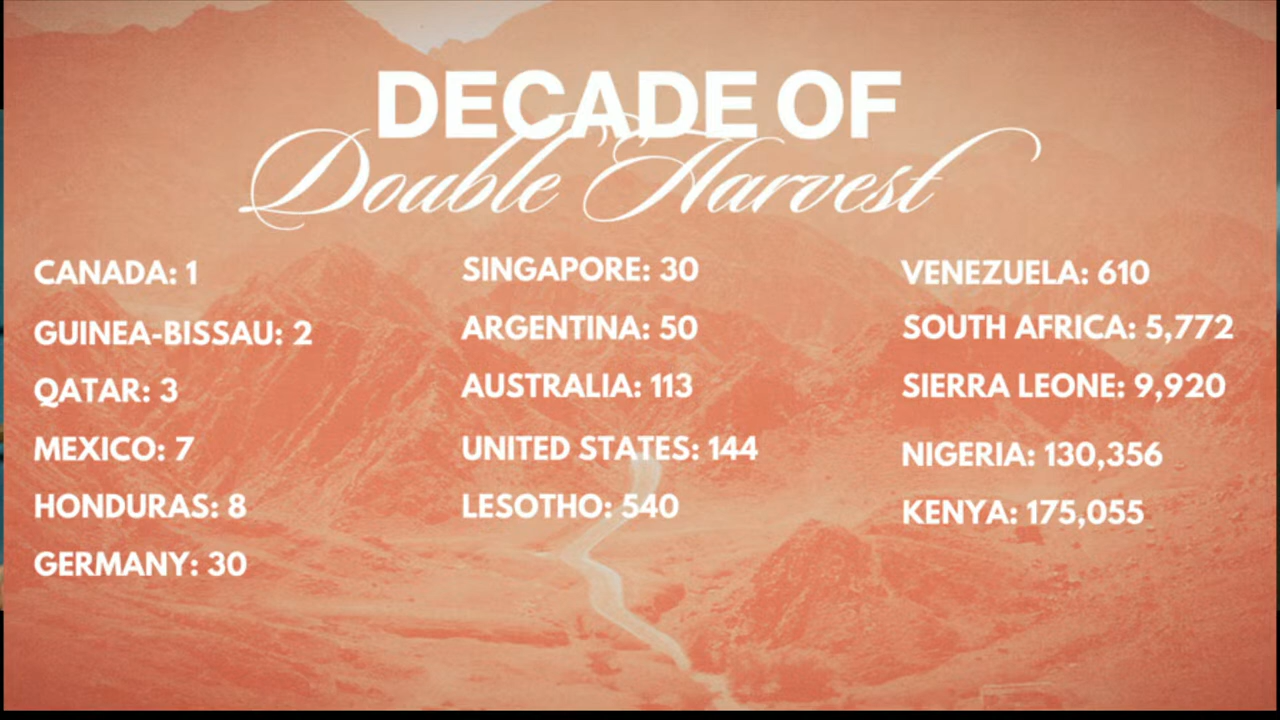 DECADE OF
Double Harvest
CANADA: 1
GUINEA-BISSAU: 2
QATAR: 3
MEXICO: 7
HONDURAS: 8
GERMANY: 30
SINGAPORE: 30
ARGENTINA: 50
AUSTRALIA: 113
UNITED STATES: 144
LESOTHO: 540
VENEZUELA: 610
SOUTH AFRICA: 5,772
SIERRA LEONE: 9,920
NIGERIA: 130,356
KENYA: 175,055